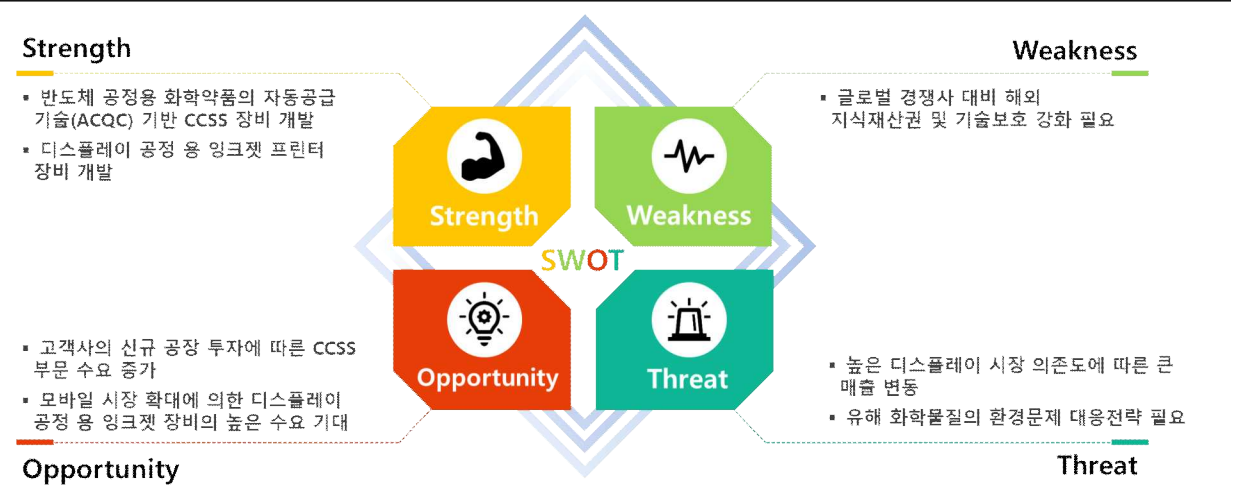 Strength
▪ 반도체 공정용 화학약품의 자동공급
기술(ACQC) 기반 CCSS 장비 개발
▪ 디스플레이 공정 용 잉크젯 프린터
장비 개발
Weakness
▪ 글로벌 경쟁사 대비 해외
지식재산권 및 기술보호 강화 필요
Strength
Weakness
SWOT
Opportunity
Threat
▪ 고객사의 신규 공장 투자에 따른 CCSS
부문 수요 증가
▪ 모바일 시장 확대에 의한 디스플레이
공정 용 잉크젯 장비의 높은 수요 기대
Opportunity
▪ 높은 디스플레이 시장 의존도에 따른 큰
매출 변동
▪ 유해 화학물질의 환경문제 대응전략 필요
Threat